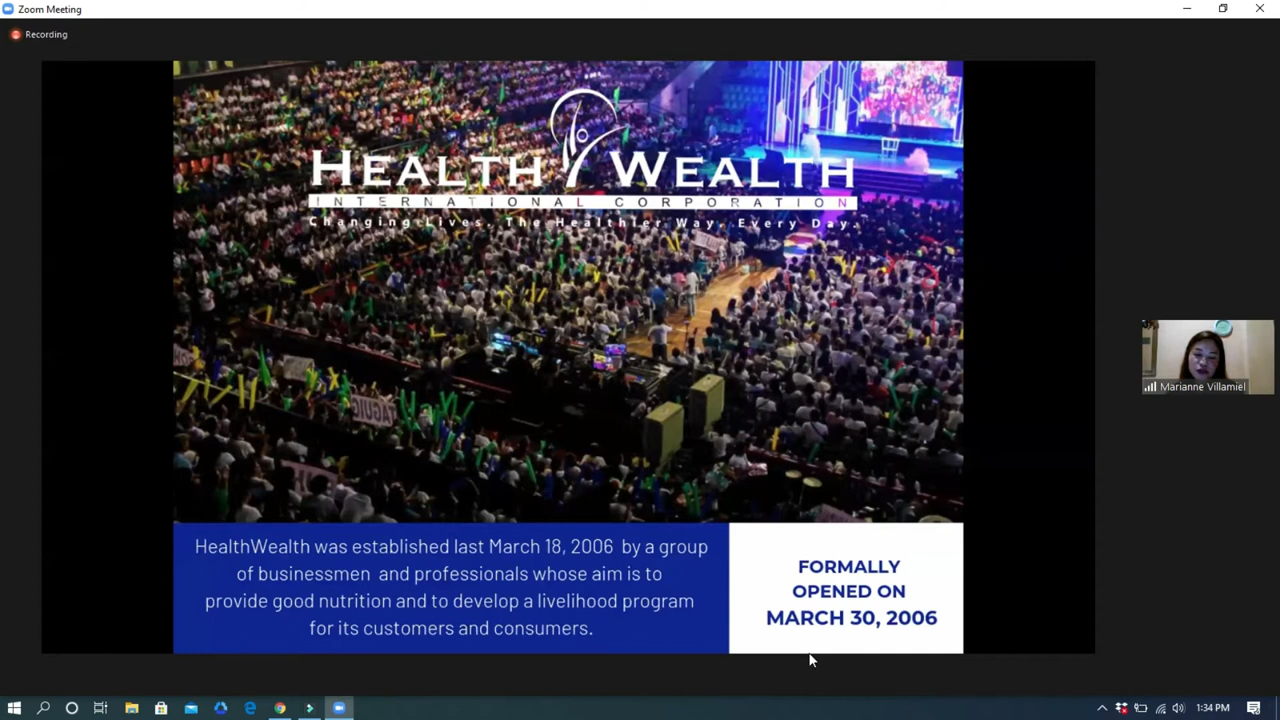 Zoom Meeting
Recording
HEALTH WEALTH
INTERNATIONAL CORPORATION
Changing Lives. The Healthier Way. Every Day.
TAGUIG
HealthWealth was established last March 18, 2006 by a group
of businessmen and professionals whose aim is to
provide good nutrition and to develop a livelihood program
for its customers and consumers.
FORMALLY
OPENED ON
MARCH 30, 2006
Marianne Villamiel
1:34 PM